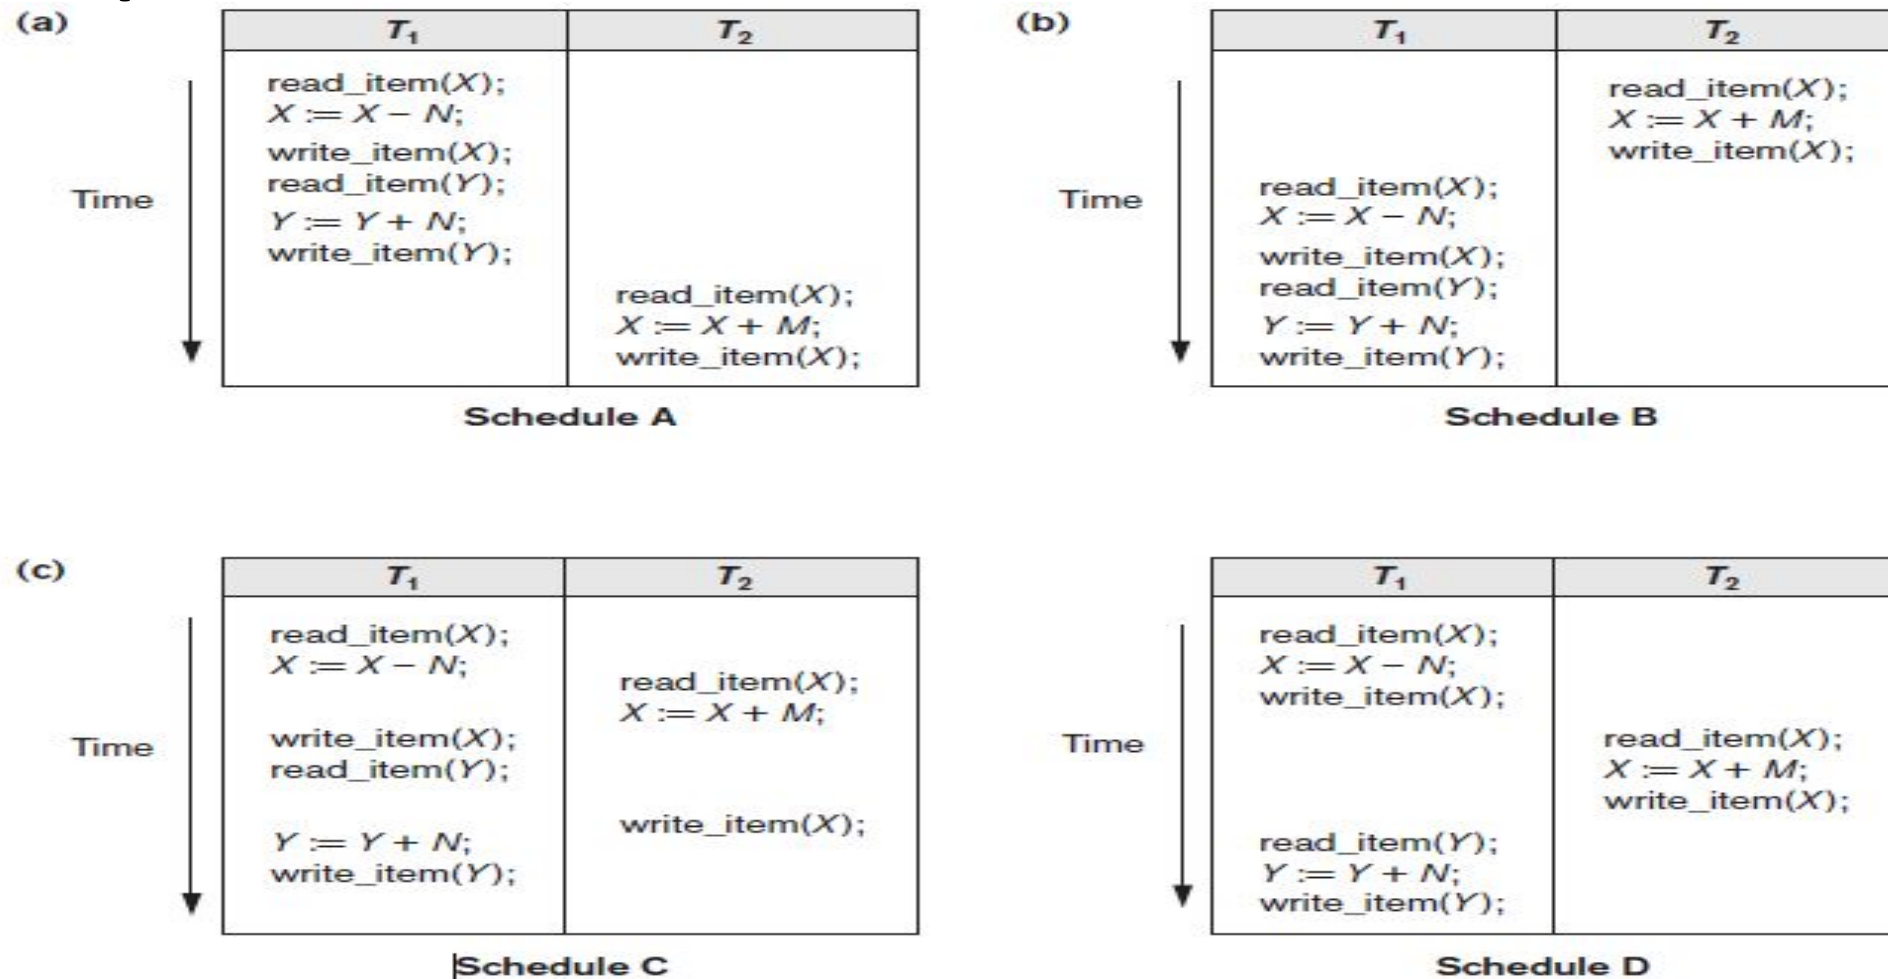 (a)
T1 T2
read_item(X);
X := X – N;
write_item(X);
read_item(Y);
Time
Y := Y + N;
write_item(Y);
read_item(X);
X := X + M;
write_item(X);
Schedule A
(b)
T1 T2
read_item(X);
X := X + M;
write_item(X);
Time
read_item(X);
X := X – N;
write_item(X);
read_item(Y);
Y := Y + N;
write_item(Y);
Schedule B
(c)
T1 T2
read_item(X);
X := X – N;
read_item(X);
X := X + M;
Time
write_item(X);
read_item(Y);
write_item(X);
Y := Y + N;
write_item(Y);
Schedule C
T1 T2
read_item(X);
X := X – N;
write_item(X);
Time
read_item(X);
X := X + M;
write_item(X);
read_item(Y);
Y := Y + N;
write_item(Y);
Schedule D